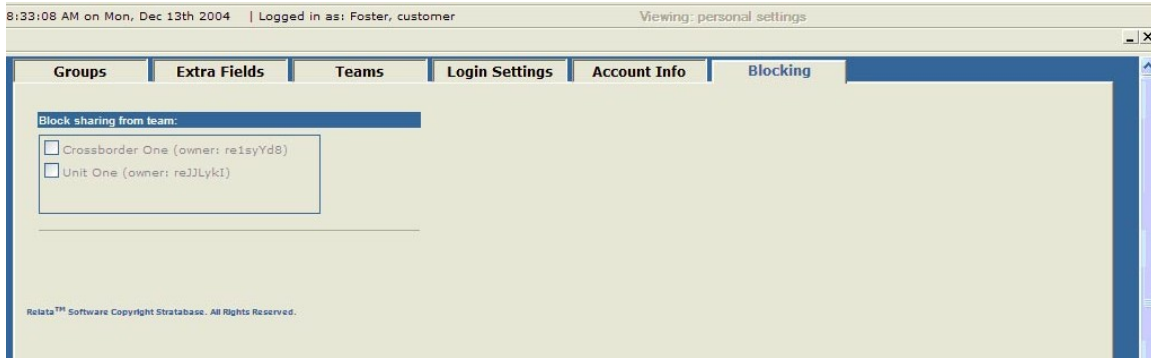 8:33:08 AM on Mon, Dec 13th 2004 | Logged in as: Foster, customer Viewing: personal settings
Groups Extra Fields Teams Login Settings Account Info Blocking
Block sharing from team:
Crossborder One (owner: re1syYd8)
Unit One (owner: reJJLykI)
Relata™ Software Copyright Stratabase. All Rights Reserved.